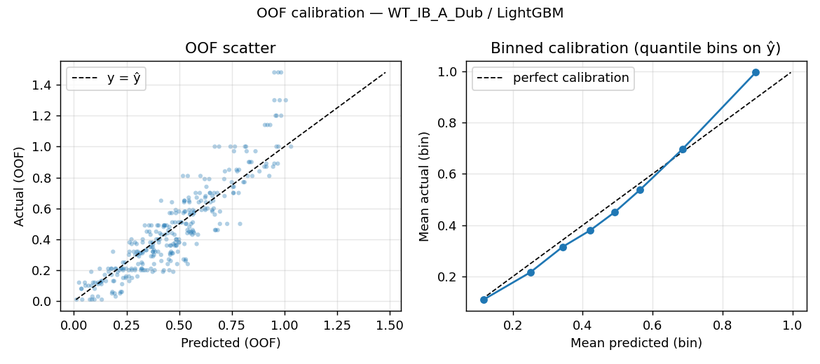 OOF calibration — WT_IB_A_Dub / LightGBM
OOF scatter
y = ŷ
1.4
1.2
1.0
0.8
0.6
0.4
0.2
0.0
Actual (OOF)
0.00 0.25 0.50 0.75 1.00 1.25 1.50
Predicted (OOF)
Binned calibration (quantile bins on ŷ)
perfect calibration
1.0
0.8
0.6
0.4
0.2
Mean actual (bin)
0.2 0.4 0.6 0.8 1.0
Mean predicted (bin)